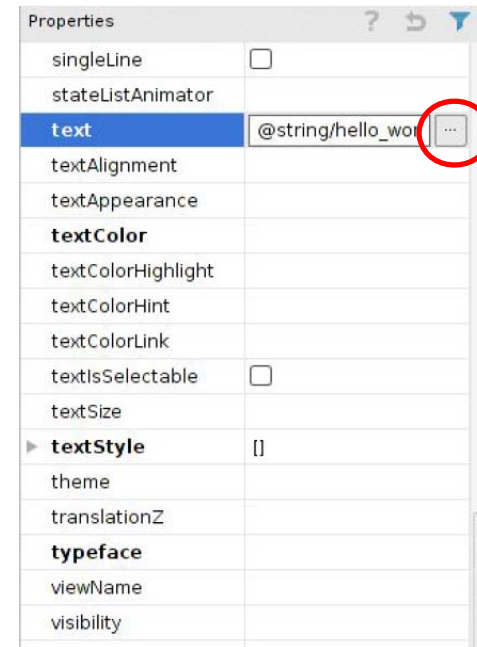 Properties ?
singleLine
stateListAnimator
text @string/hello_wor ...
textAlignment
textAppearance
textColor
textColorHighlight
textColorHint
textColorLink
textIsSelectable
textSize
textStyle []
theme
translationZ
typeface
viewName
visibility